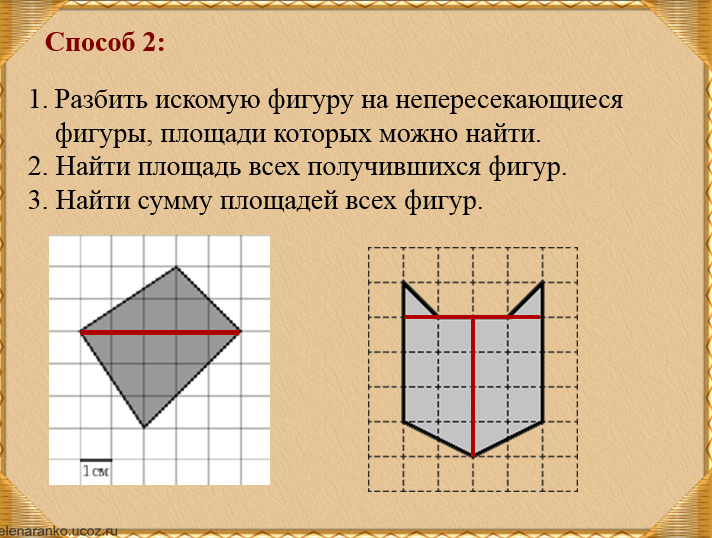 Способ 2:
1. Разбить искомую фигуру на непересекающиеся
фигуры, площади которых можно найти.
2. Найти площадь всех получившихся фигур.
3. Найти сумму площадей всех фигур.
1 см
elenaranko.ucoz.ru